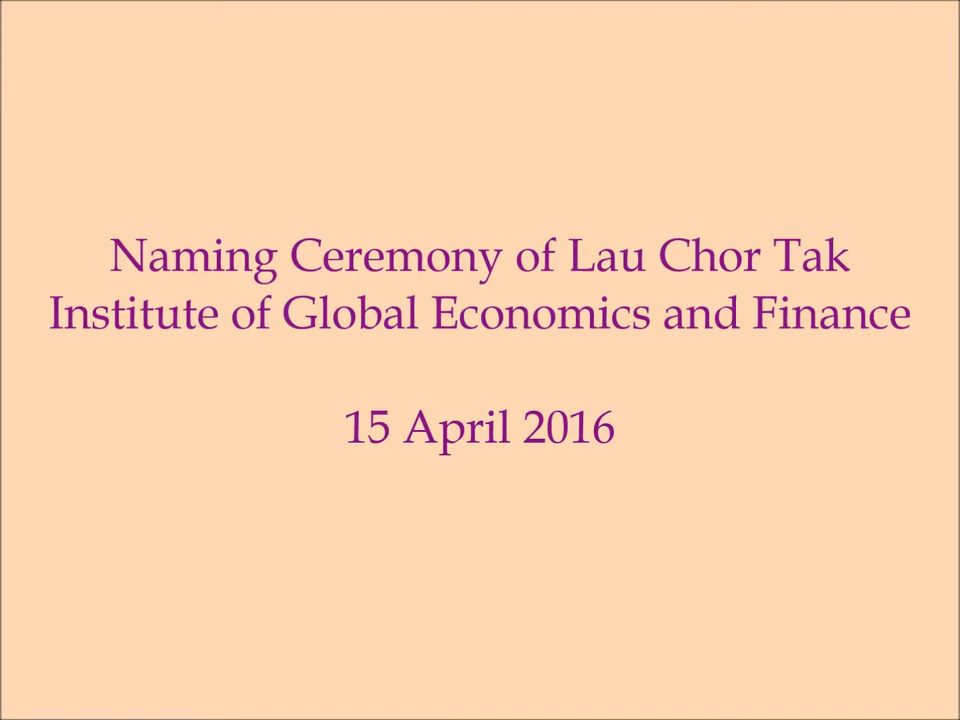 Naming Ceremony of Lau Chor Tak
Institute of Global Economics and Finance
15 April 2016